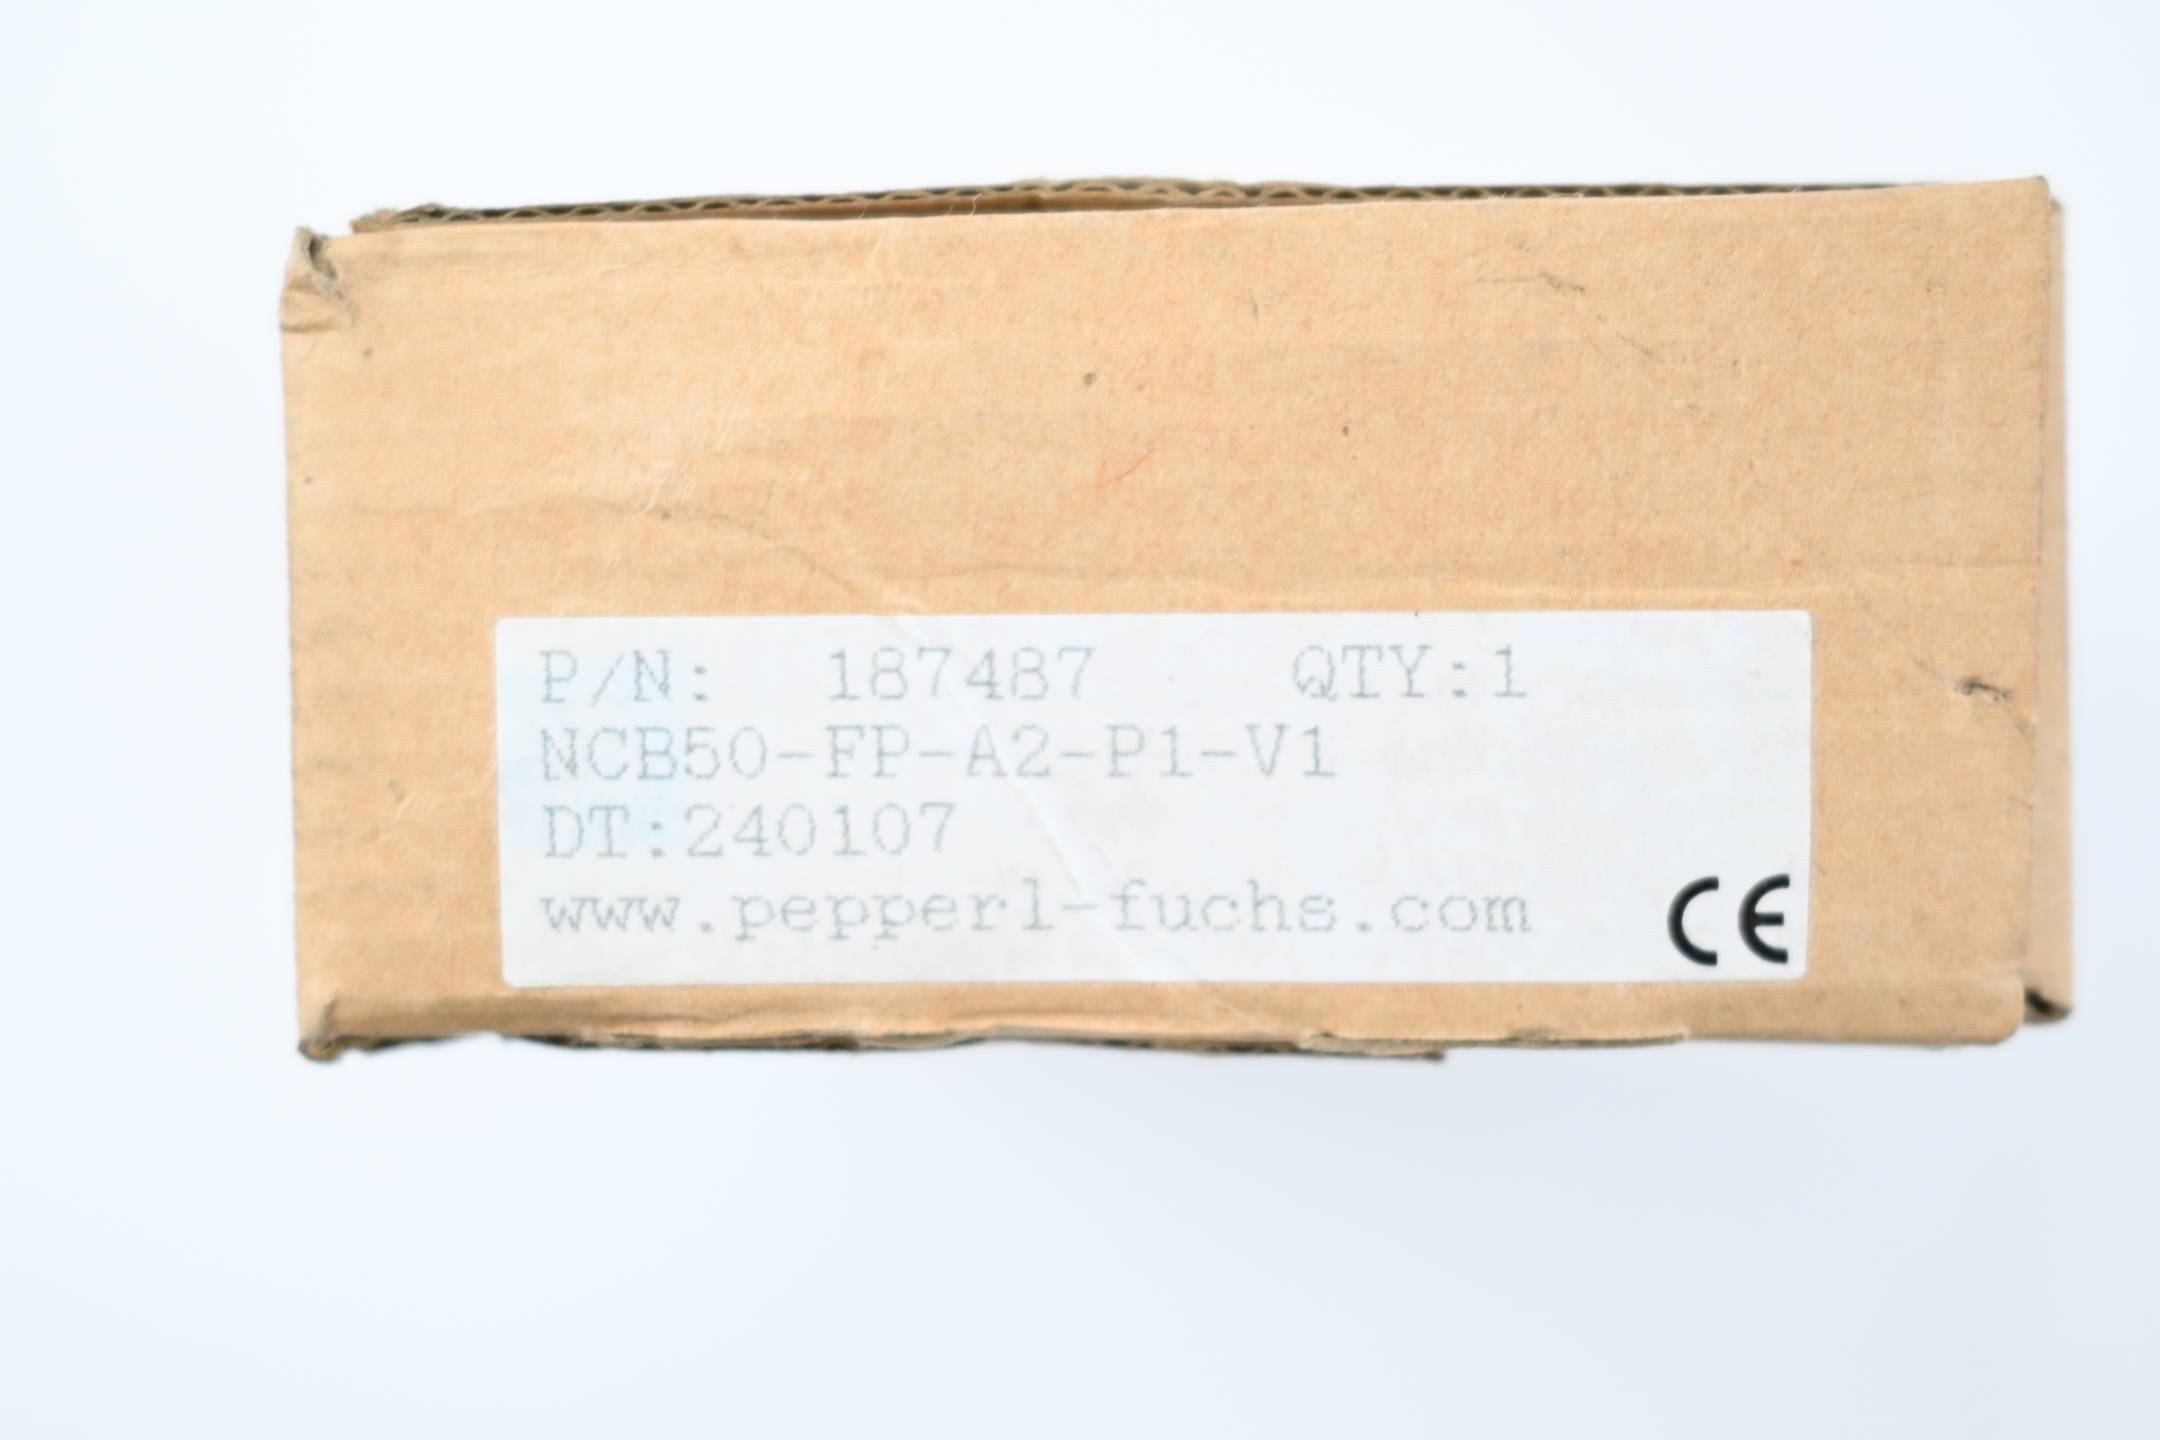 P/N: 187487 QTY:1
NCB50-FP-A2-P1-V1
DT:240107
www.pepperl-fuchs.com
CE